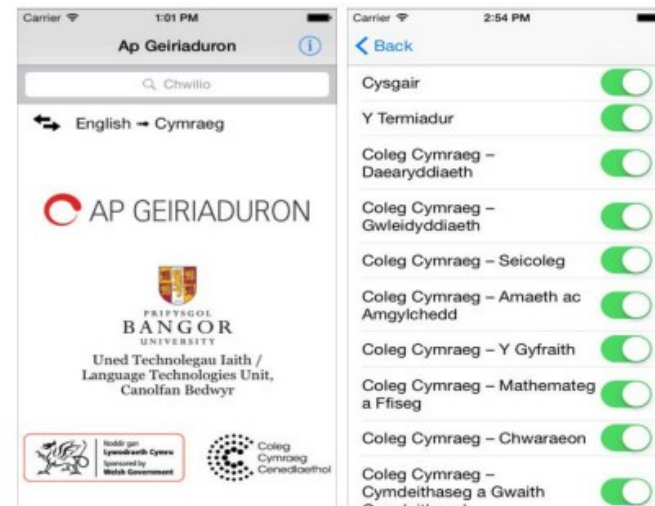 Carrier 1:01 PM
Ap Geiriaduron
Chwilio
English → Cymraeg
AP GEIRIADURON
PRIFYSGOL
BANGOR
UNIVERSITY
Uned Technolegau Iaith /
Language Technologies Unit,
Canolfan Bedwyr
Noddir gan
Lywodraeth Cymru
Sponsored by
Welsh Government
Coleg
Cymraeg
Cenedlaethol
Carrier 2:54 PM
Back
Cysgair
Y Termiadur
Coleg Cymraeg –
Daearyddiaeth
Coleg Cymraeg –
Gwleidyddiaeth
Coleg Cymraeg – Seicoleg
Coleg Cymraeg – Amaeth ac
Amgylchedd
Coleg Cymraeg – Y Gyfraith
Coleg Cymraeg – Mathemateg
a Ffiseg
Coleg Cymraeg – Chwaraeon
Coleg Cymraeg –
Cymdeithaseg a Gwaith